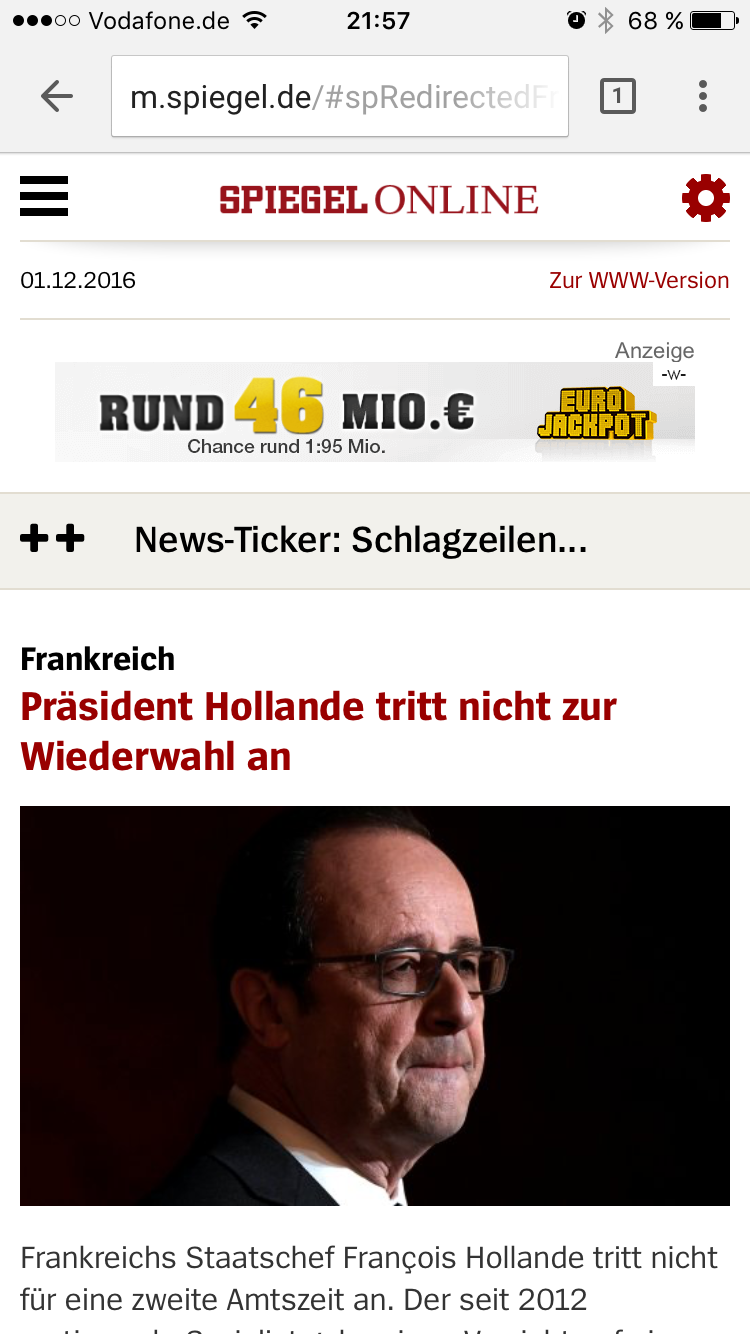 Vodafone.de 21:57 68 %
m.spiegel.de/#spRedirectedFr
1
SPIEGEL ONLINE
01.12.2016 Zur WWW-Version
Anzeige
-w-
RUND 46 MIO.€
EURO
JACKPOT
Chance rund 1:95 Mio.
++ News-Ticker: Schlagzeilen...
Frankreich
Präsident Hollande tritt nicht zur
Wiederwahl an
Frankreichs Staatschef François Hollande tritt nicht
für eine zweite Amtszeit an. Der seit 2012